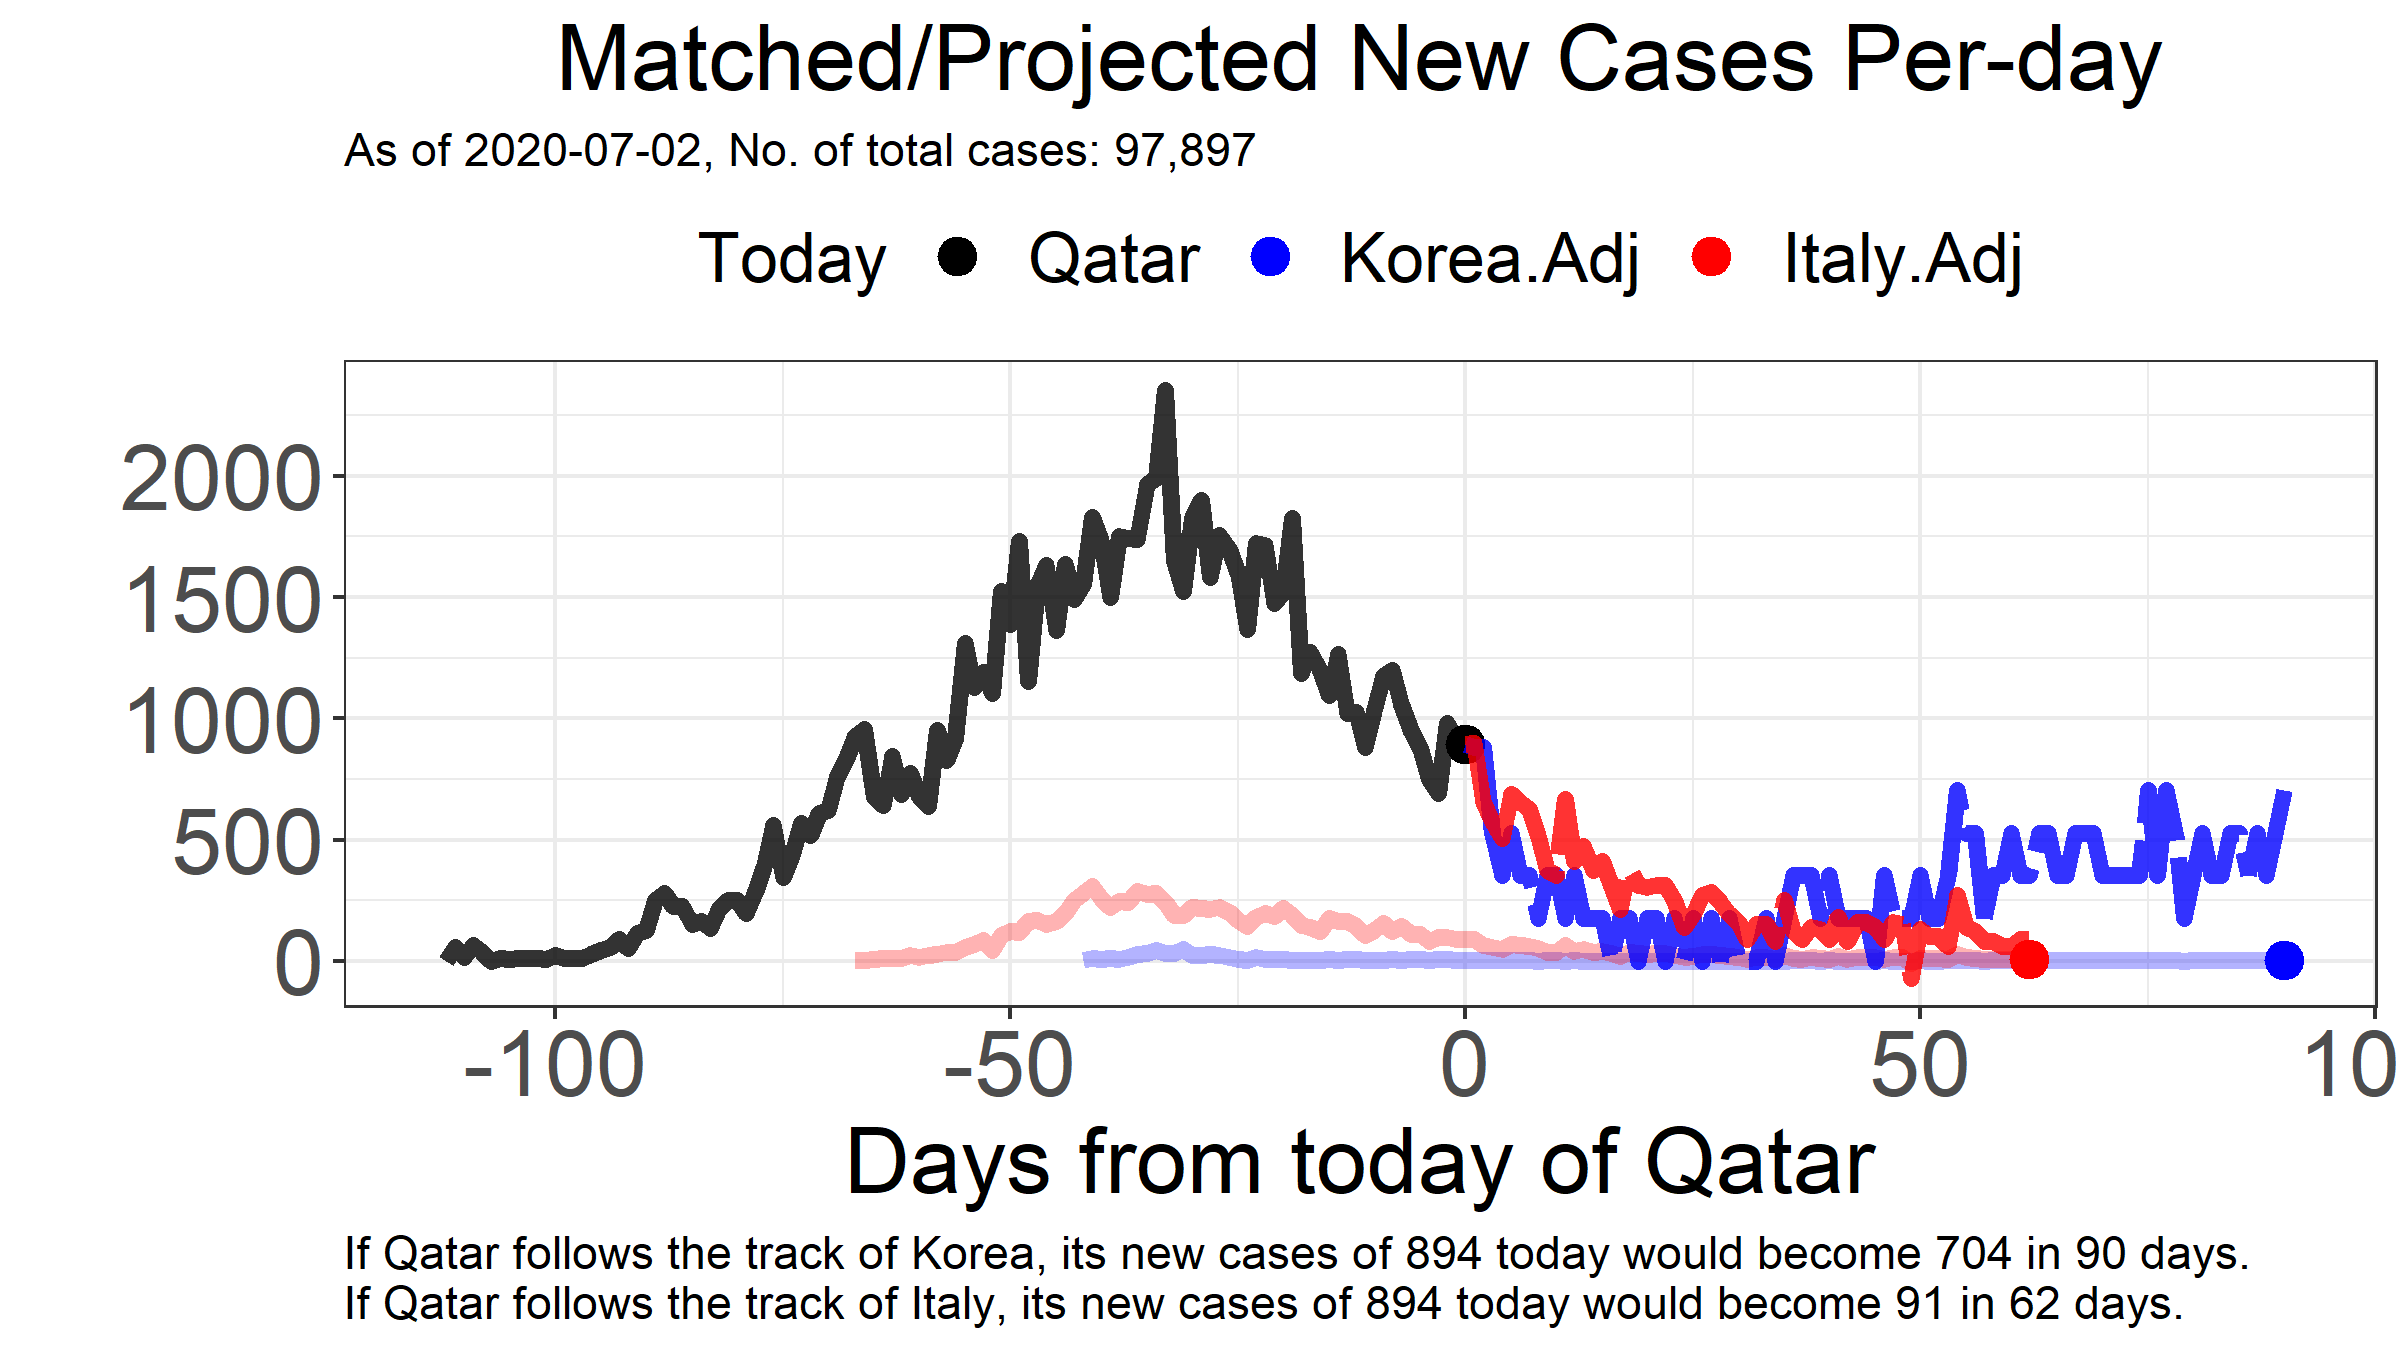 Matched/Projected New Cases Per-day
As of 2020-07-02, No. of total cases: 97,897
Today Qatar Korea.Adj Italy.Adj
2000
1500
1000
500
0
-100 -50 0 50 10
Days from today of Qatar
If Qatar follows the track of Korea, its new cases of 894 today would become 704 in 90 days.
If Qatar follows the track of Italy, its new cases of 894 today would become 91 in 62 days.